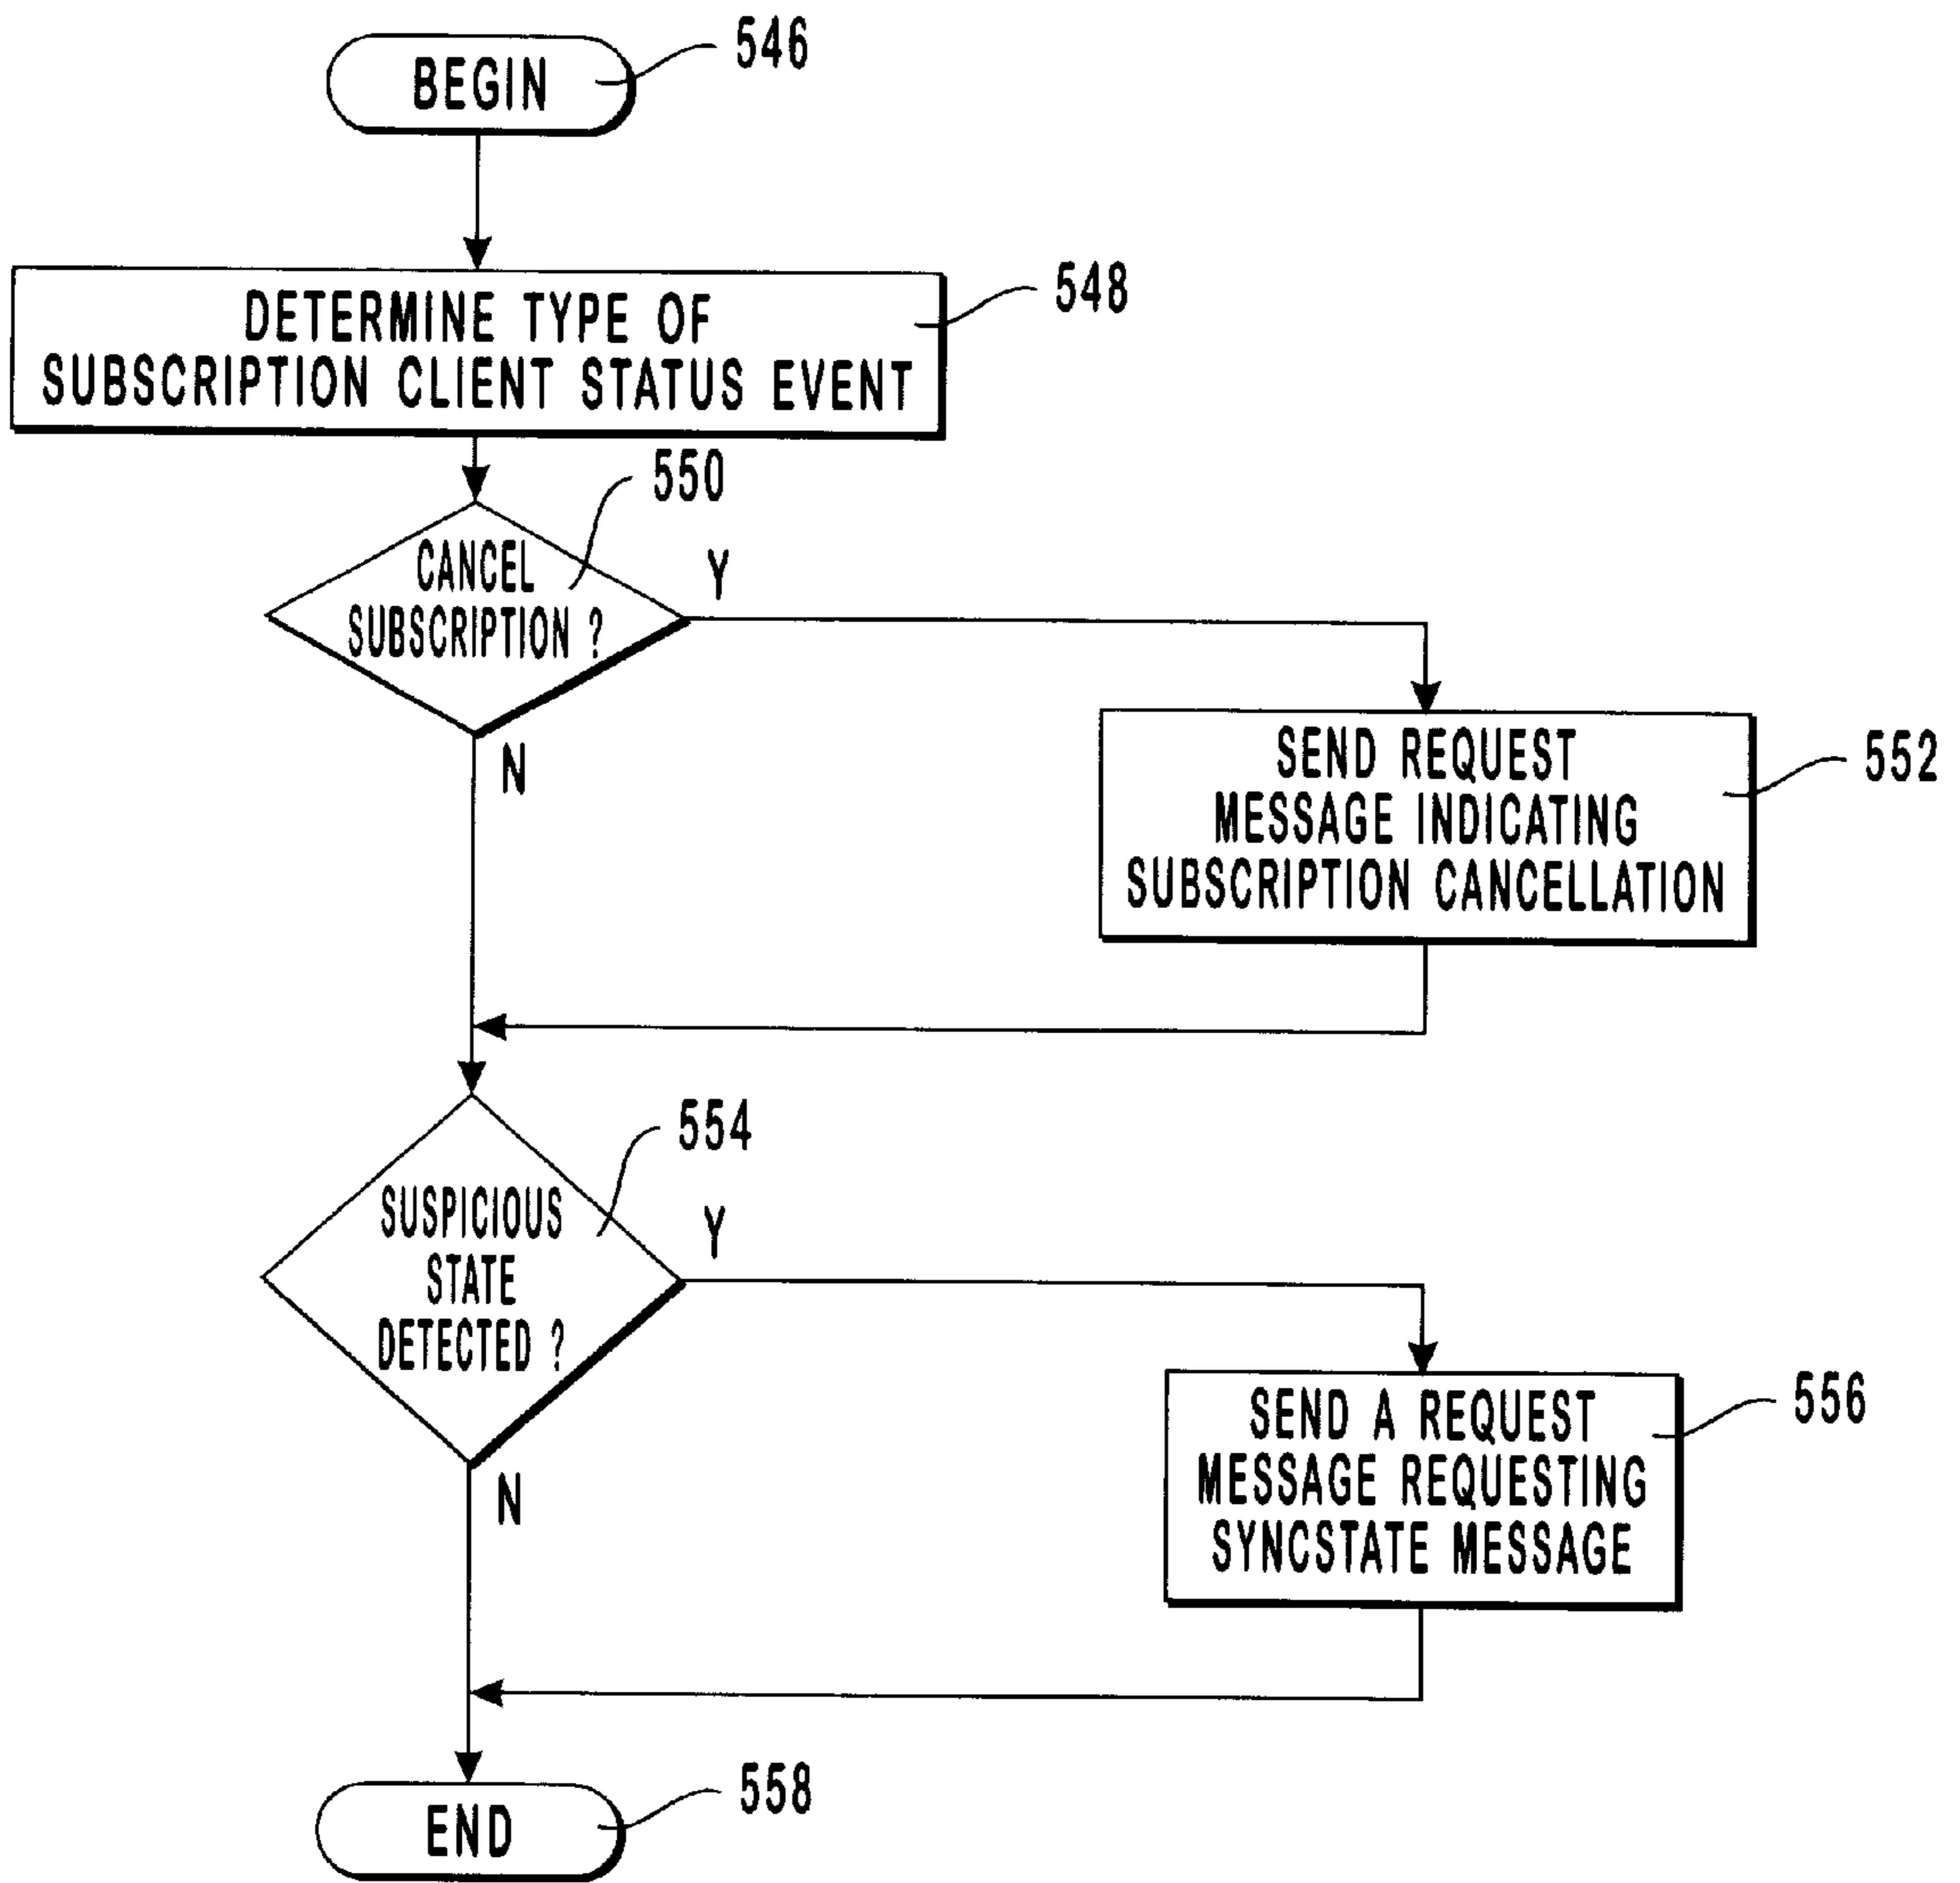 546
BEGIN
548
DETERMINE TYPE OF
SUBSCRIPTION CLIENT STATUS EVENT
550
CANCEL
SUBSCRIPTION ?
Y
N
552
SEND REQUEST
MESSAGE INDICATING
SUBSCRIPTION CANCELLATION
554
SUSPICIOUS
STATE
DETECTED ?
Y
N
556
SEND A REQUEST
MESSAGE REQUESTING
SYNCSTATE MESSAGE
558
END